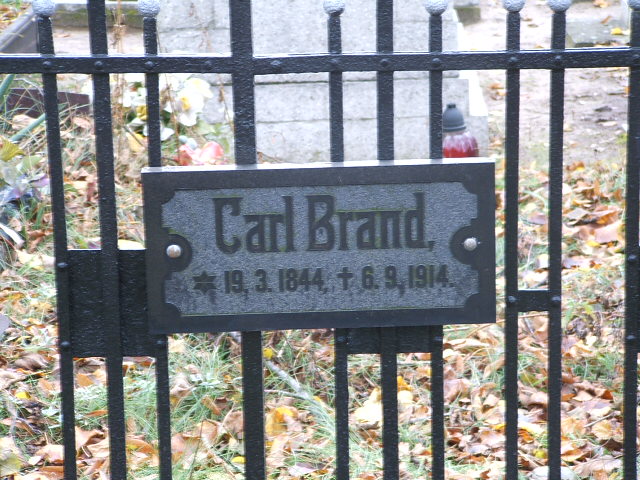 Carl Brand.
* 19. 3. 1844, † 6. 9. 1914.